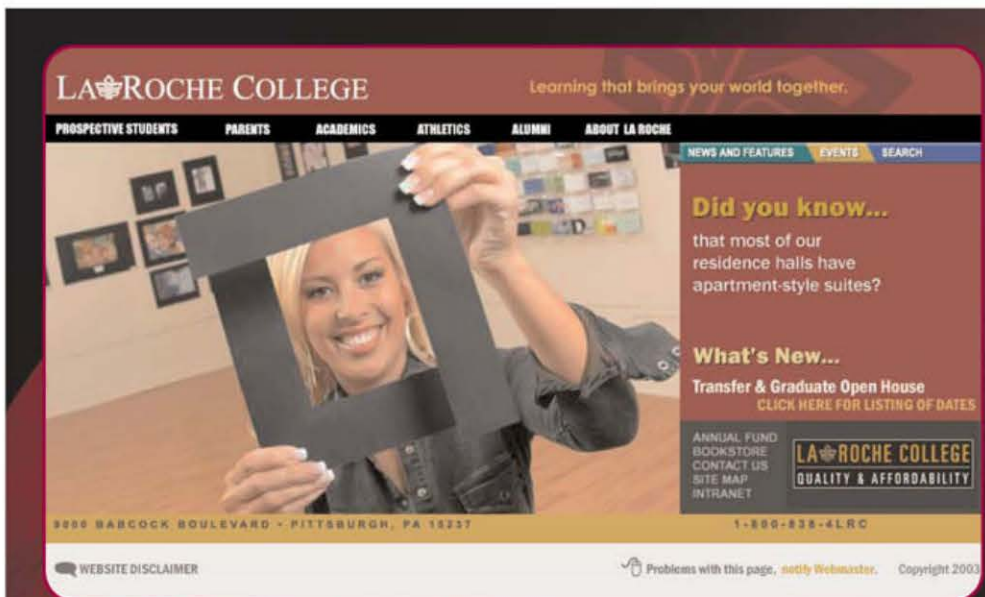 LA ROCHE COLLEGE
Learning that brings your world together.
PROSPECTIVE STUDENTS PARENTS ACADEMICS ATHLETICS ALUMNI ABOUT LA ROCHE
NEWS AND FEATURES EVENTS SEARCH
Did you know...
that most of our
residence halls have
apartment-style suites?
What's New...
Transfer & Graduate Open House
CLICK HERE FOR LISTING OF DATES
ANNUAL FUND
BOOKSTORE
CONTACT US
SITE MAP
INTRANET
LA ROCHE COLLEGE
QUALITY & AFFORDABILITY
9000 BABCOCK BOULEVARD • PITTSBURGH, PA 15237
1-800-838-4LRC
WEBSITE DISCLAIMER
Problems with this page, notify Webmaster. Copyright 2003